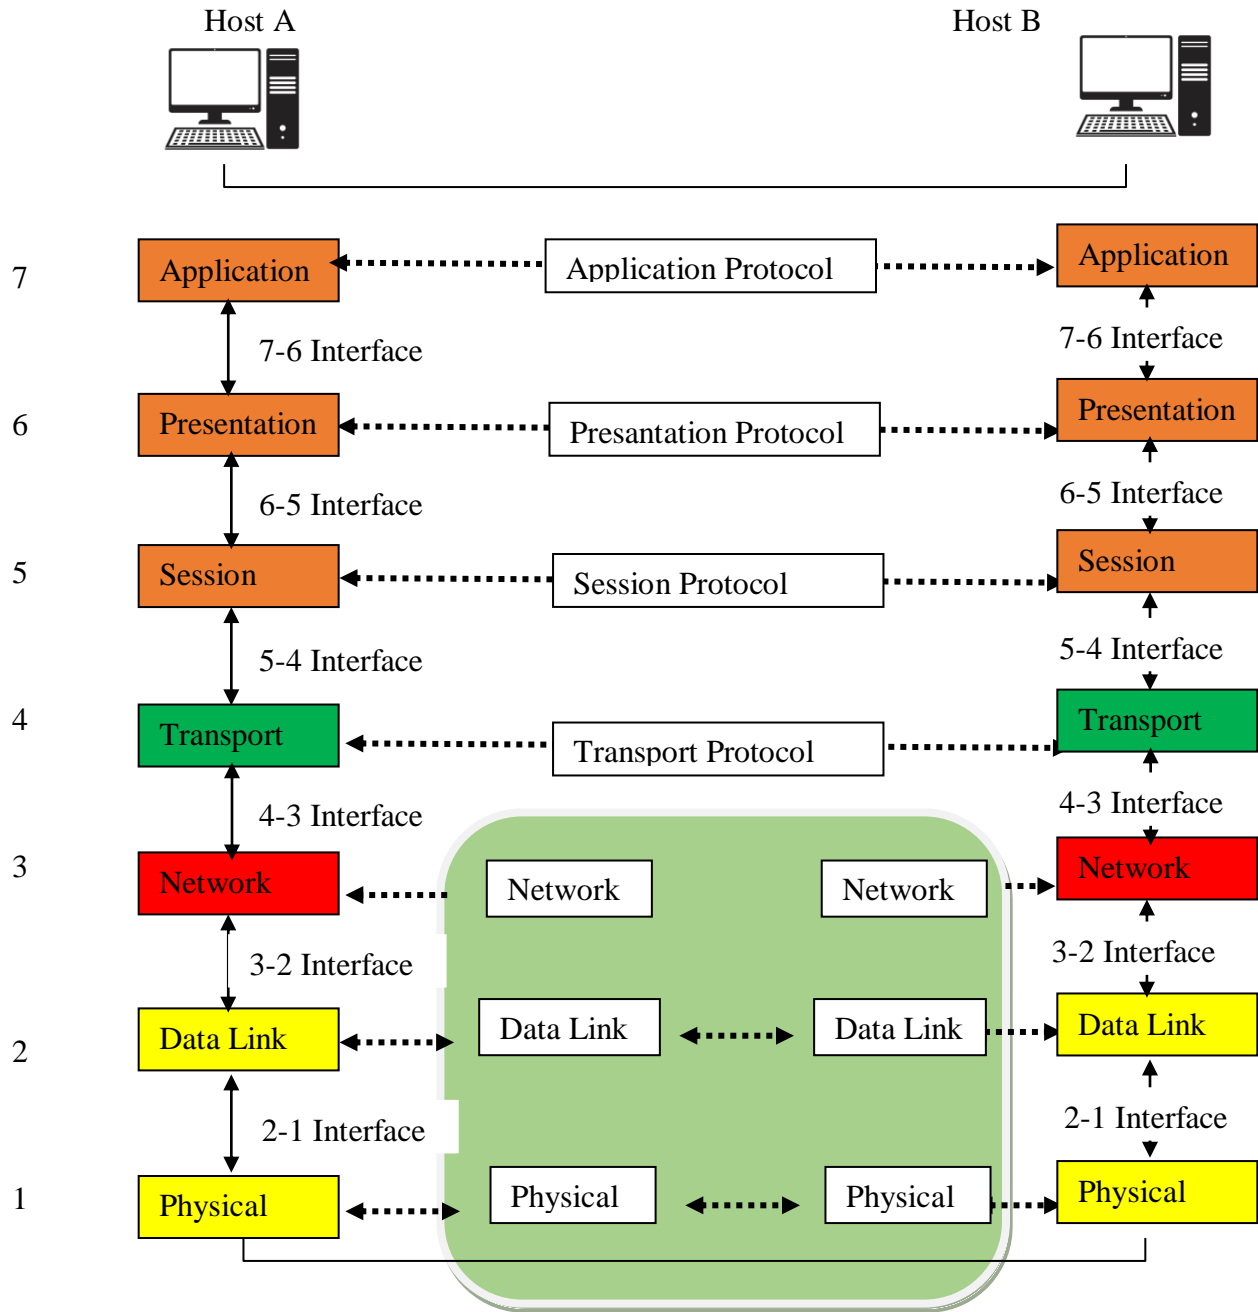 Host A
Host B
7
Application
Application Protocol
Application
7-6 Interface
7-6 Interface
6
Presentation
Presantation Protocol
Presentation
6-5 Interface
6-5 Interface
5
Session
Session Protocol
Session
5-4 Interface
5-4 Interface
4
Transport
Transport Protocol
Transport
4-3 Interface
4-3 Interface
3
Network
Network
Network
Network
3-2 Interface
3-2 Interface
2
Data Link
Data Link
Data Link
Data Link
2-1 Interface
2-1 Interface
1
Physical
Physical
Physical
Physical